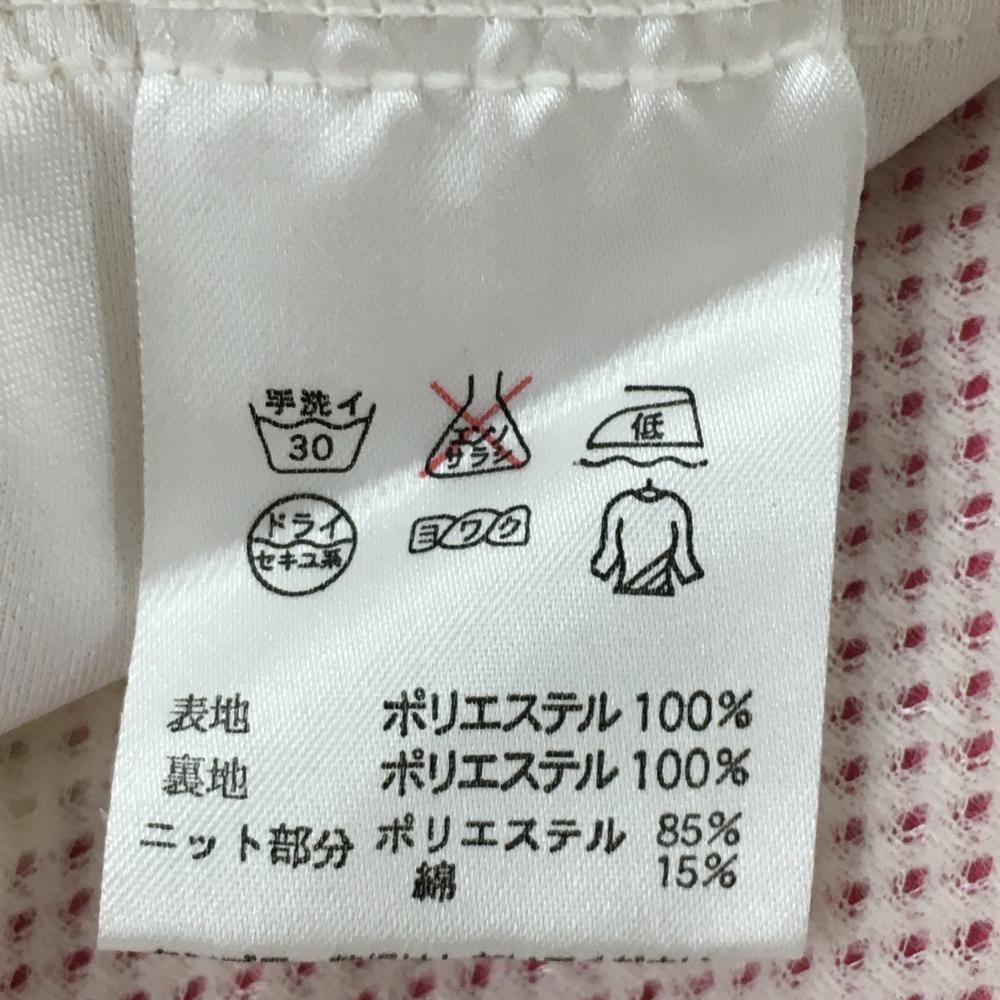 手洗イ
30
エンソ
サラシ
低
ドライ
セキユ系
ヨワク
表地 ポリエステル 100%
裏地 ポリエステル 100%
ニット部分 ポリエステル 85%
綿 15%